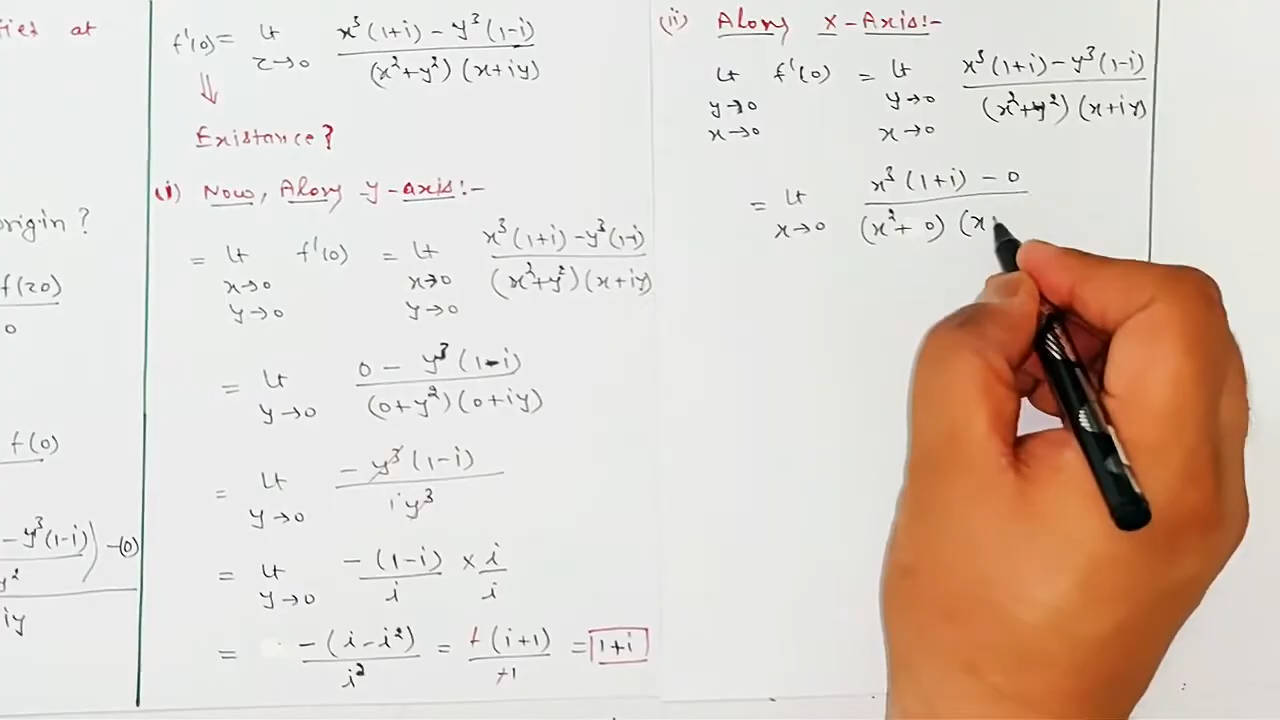 fied at
origin ?
f(z0)
0
f(0)
- y³(1-i)) -(0)
y²
iy
f'(0) = lt z→0 x³(1+i) - y³(1-i) / (x²+y²) (x+iy)
⇓
Existance ?
(i) Now, Along y-axis:-
= lt x→0 y→0 f'(0) = lt x→0 y→0 x³(1+i) - y³(1-i) / (x²+y²)(x+iy)
= lt y→0 0 - y³(1-i) / (0+y²)(0+iy)
= lt y→0 - y³(1-i) / iy³
= lt y→0 -(1-i) / i × i / i
= -(i-i²) / i² = +(i+1) / +1 = 1+i
(ii) Along x-Axis:-
lt y→0 x→0 f'(0) = lt y→0 x→0 x³(1+i) - y³(1-i) / (x²+y²) (x+iy)
= lt x→0 x³(1+i) - 0 / (x²+ 0) (x